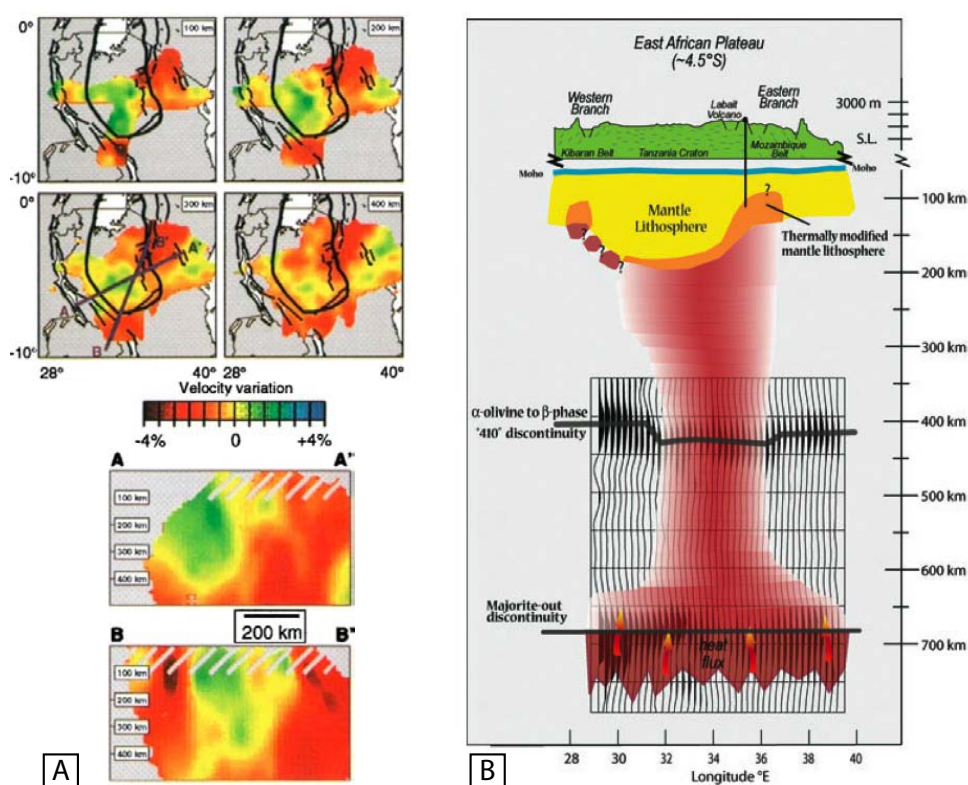 0°
100 km
200 km
-10°
0°
300 km
400 km
B'
A'
A
B
-10°
28°
40°
28°
40°
Velocity variation
-4%
0
+4%
A
A'
100 km
200 km
300 km
400 km
200 km
B
B'
100 km
200 km
300 km
400 km
A
East African Plateau
(~4.5°S)
Western
Branch
Labait
Volcano
Eastern
Branch
3000 m
S.L.
Kibaran Belt
Tanzania Craton
Mozambique
Belt
Moho
Moho
?
100 km
Mantle
Lithosphere
Thermally modified
mantle lithosphere
?
?
?
200 km
300 km
α-olivine to β-phase
"410" discontinuity
400 km
500 km
600 km
Majorite-out
discontinuity
heat
flux
700 km
28
30
32
34
36
38
40
Longitude °E
B